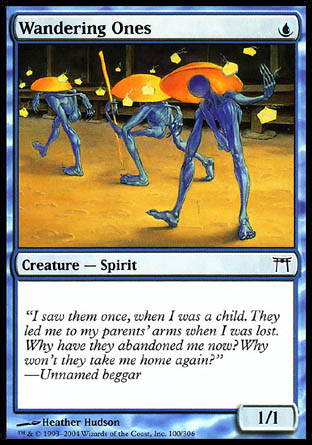 Wandering Ones
Creature — Spirit
“I saw them once, when I was a child. They
led me to my parents’ arms when I was lost.
Why have they abandoned me now? Why
won’t they take me home again?”
—Unnamed beggar
Heather Hudson
™ & © 1993–2004 Wizards of the Coast, Inc. 100/306
1/1